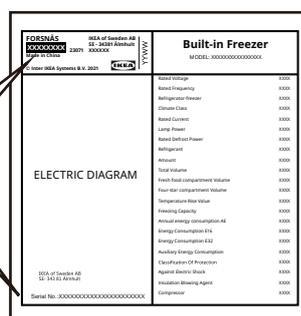 FORSNÄS
XXXXXXXX 23071
Made in China
© Inter IKEA Systems B.V. 2021
IKEA of Sweden AB
SE - 34381 Älmhult
XXXXXX
IKEA
YYWW
Built-in Freezer
MODEL: XXXXXXXXXXXXXXXX
ELECTRIC DIAGRAM
IKEA of Sweden AB
SE- 343 81 Älmhult
Serial No.:XXXXXXXXXXXXXXXXXXXXXX
Rated Voltage XXXX
Rated Frequency XXXX
Refrigerator-freezer XXXX
Climate Class XXXX
Rated Current XXXX
Lamp Power XXXX
Rated Defrost Power XXXX
Refrigerant XXXX
Amount XXXX
Total Volume XXXX
Fresh food compartment Volume XXXX
Four-star compartment Volume XXXX
Temperature Rise Value XXXX
Freezing Capacity XXXX
Annual energy consumption AE XXXX
Energy Consumption E16 XXXX
Energy Consumption E32 XXXX
Auxiliary Energy Consumption XXXX
Classification Of Protection XXXX
Against Electric Shock XXXX
Insulation Blowing Agent XXXX
Compressor XXXX